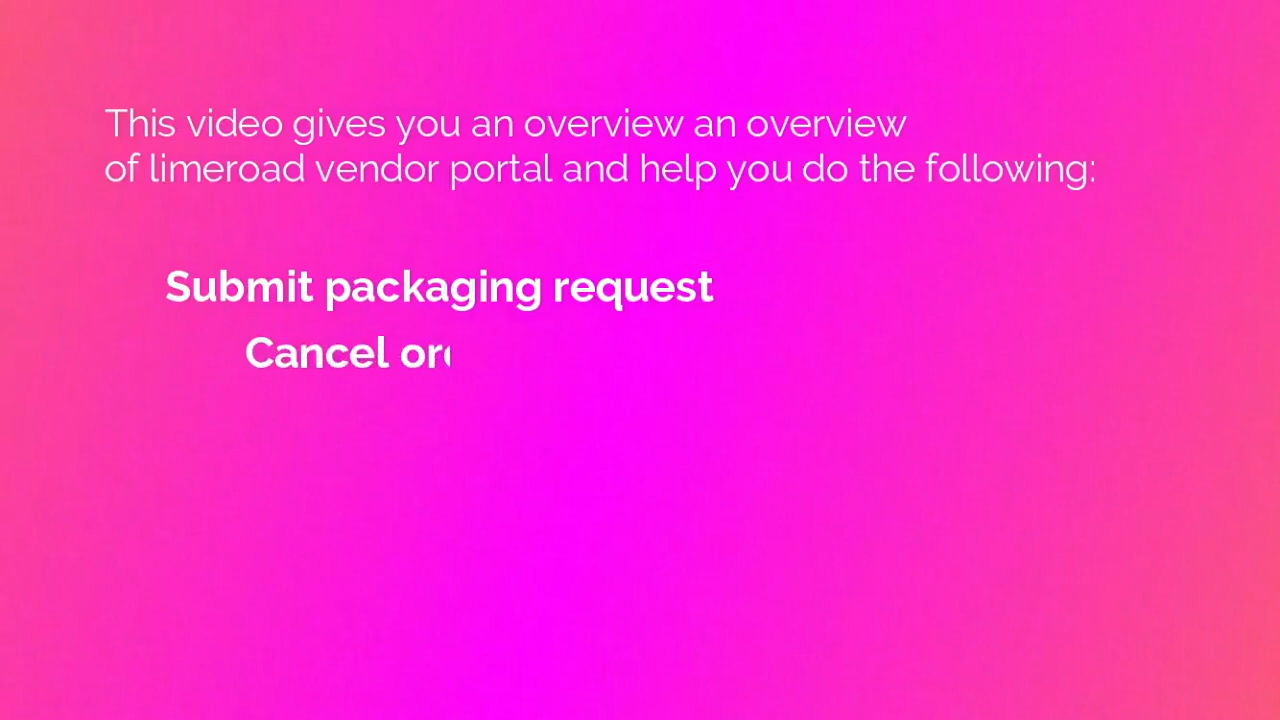 This video gives you an overview an overview
of limeroad vendor portal and help you do the following:
Submit packaging request
Cancel